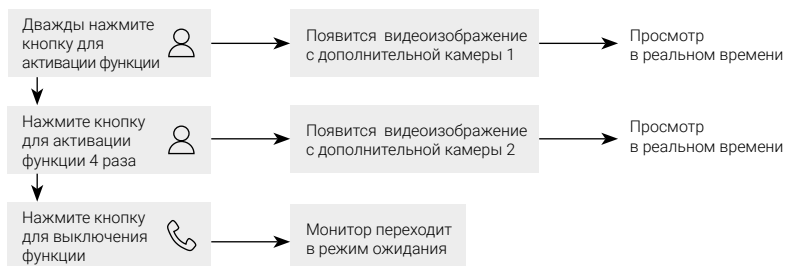 Дважды нажмите
кнопку для
активации функции
Появится видеоизображение
с дополнительной камеры 1
Просмотр
в реальном времени
Нажмите кнопку
для активации
функции 4 раза
Появится видеоизображение
с дополнительной камеры 2
Просмотр
в реальном времени
Нажмите кнопку
для выключения
функции
Монитор переходит
в режим ожидания